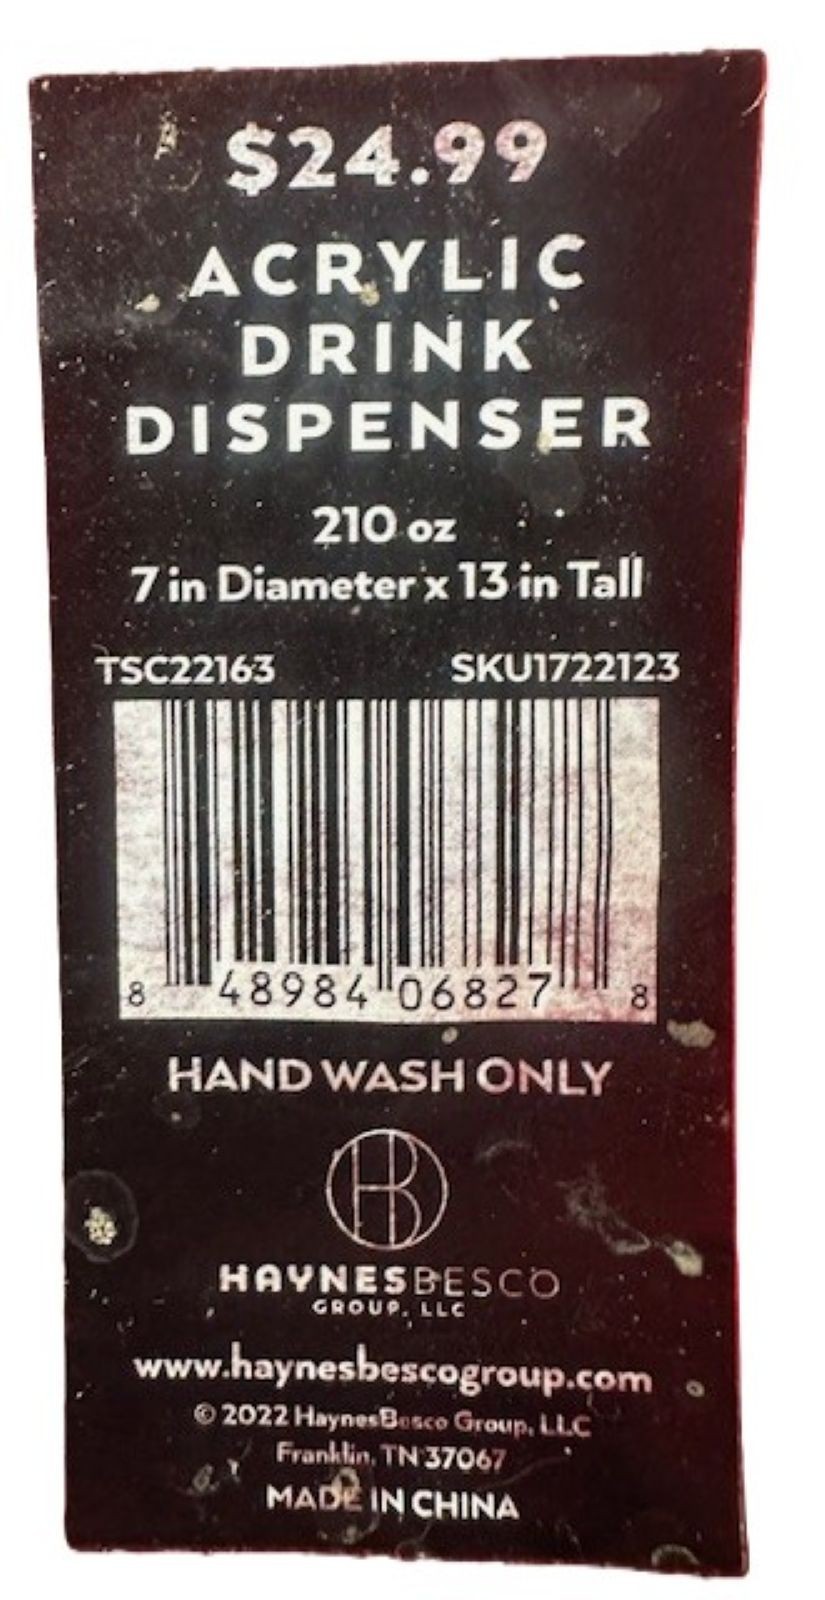 $24.99
ACRYLIC
DRINK
DISPENSER
210 oz
7 in Diameter x 13 in Tall
TSC22163 SKU1722123
8 48984 06827 8
HAND WASH ONLY
HB
HAYNESBESCO
GROUP, LLC
www.haynesbescogroup.com
© 2022 HaynesBesco Group, LLC
Franklin, TN 37067
MADE IN CHINA